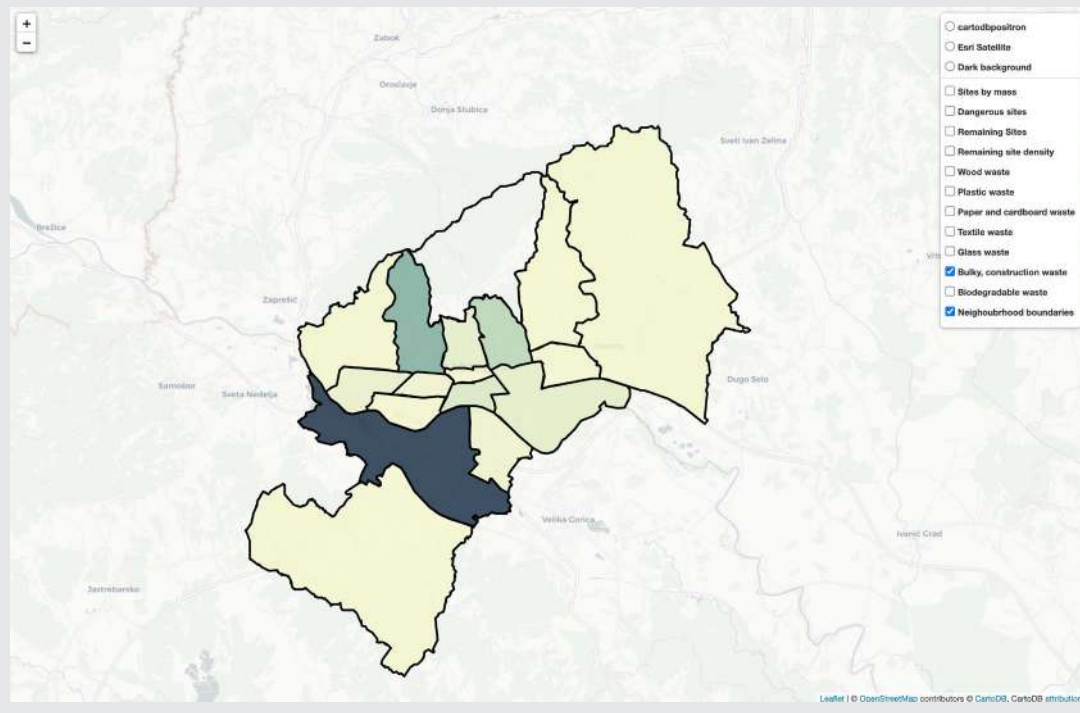 +
−
Zabok
Oroslavje
Donja Stubica
Sveti Ivan Zelina
Brežice
Zaprešić
Samobor
Sveta Nedelja
Dugo Selo
Velika Gorica
Ivanić Grad
Jastrebarsko
cartodbpositron
Esri Satellite
Dark background
Sites by mass
Dangerous sites
Remaining Sites
Remaining site density
Wood waste
Plastic waste
Paper and cardboard waste
Textile waste
Glass waste
Bulky, construction waste
Biodegradable waste
Neighoubrhood boundaries
Leaflet | © OpenStreetMap contributors © CartoDB, CartoDB attribution